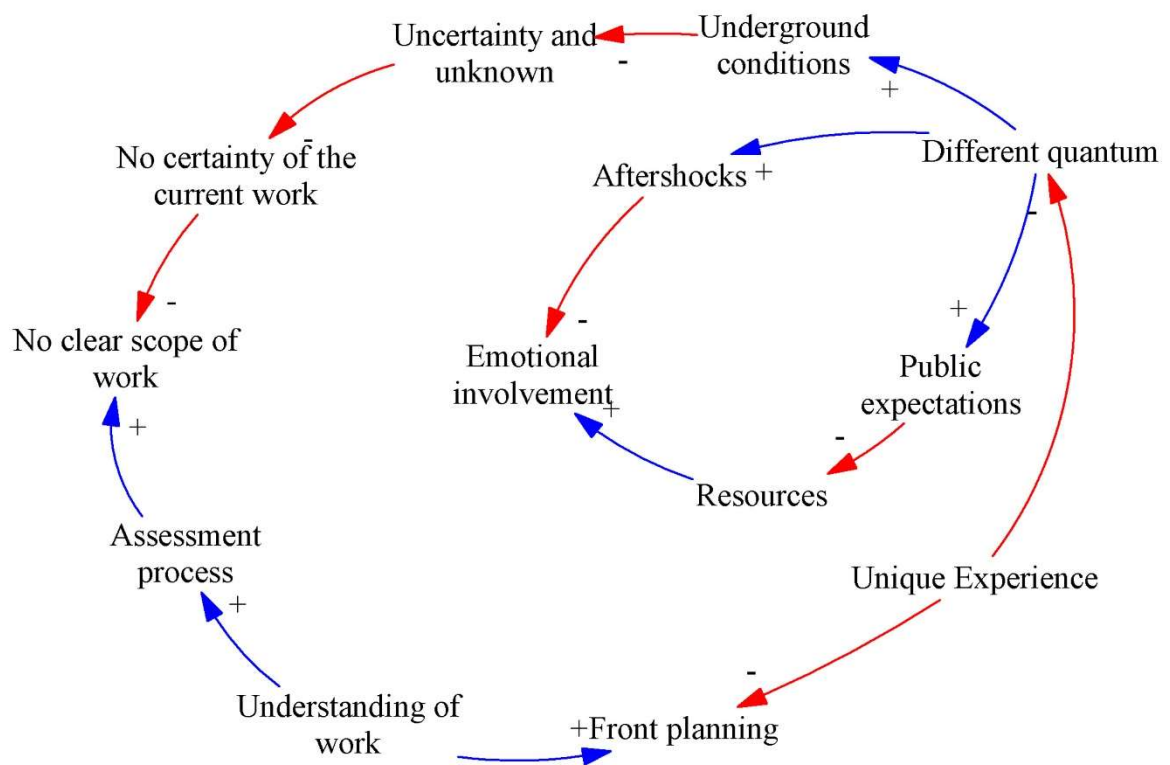 Uncertainty and
unknown
-
Underground
conditions
+
-
No certainty of the
current work
Aftershocks +
Different quantum
-
-
No clear scope of
work
+
-
Emotional
involvement
+
+
Public
expectations
-
Resources
Assessment
process
+
Unique Experience
-
Understanding of
work
+Front planning